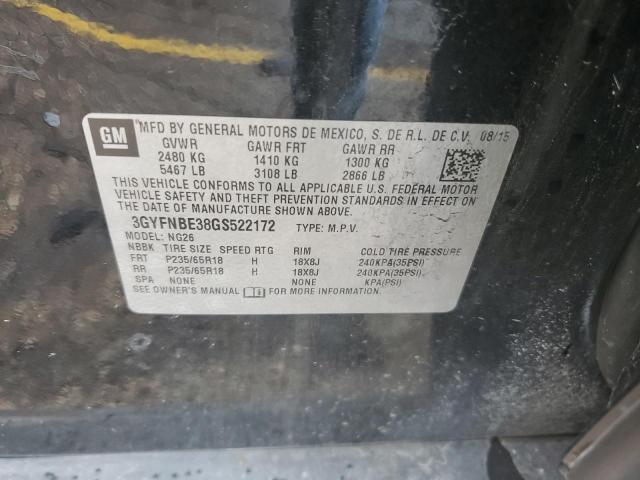 GM
MFD BY GENERAL MOTORS DE MEXICO, S. DE R.L. DE C.V. 08/15
GVWR GAWR FRT GAWR RR
2480 KG 1410 KG 1300 KG
5467 LB 3108 LB 2866 LB
THIS VEHICLE CONFORMS TO ALL APPLICABLE U.S. FEDERAL MOTOR
VEHICLE SAFETY AND THEFT PREVENTION STANDARDS IN EFFECT ON
THE DATE OF MANUFACTURE SHOWN ABOVE.
3GYFNBE38GS522172 TYPE: M.P.V.
MODEL: NG26
NBBK TIRE SIZE SPEED RTG RIM COLD TIRE PRESSURE
FRT P235/65R18 H 18X8J 240KPA(35PSI)
RR P235/65R18 H 18X8J 240KPA(35PSI)
SPA NONE NONE KPA(PSI)
SEE OWNER'S MANUAL FOR MORE INFORMATION.